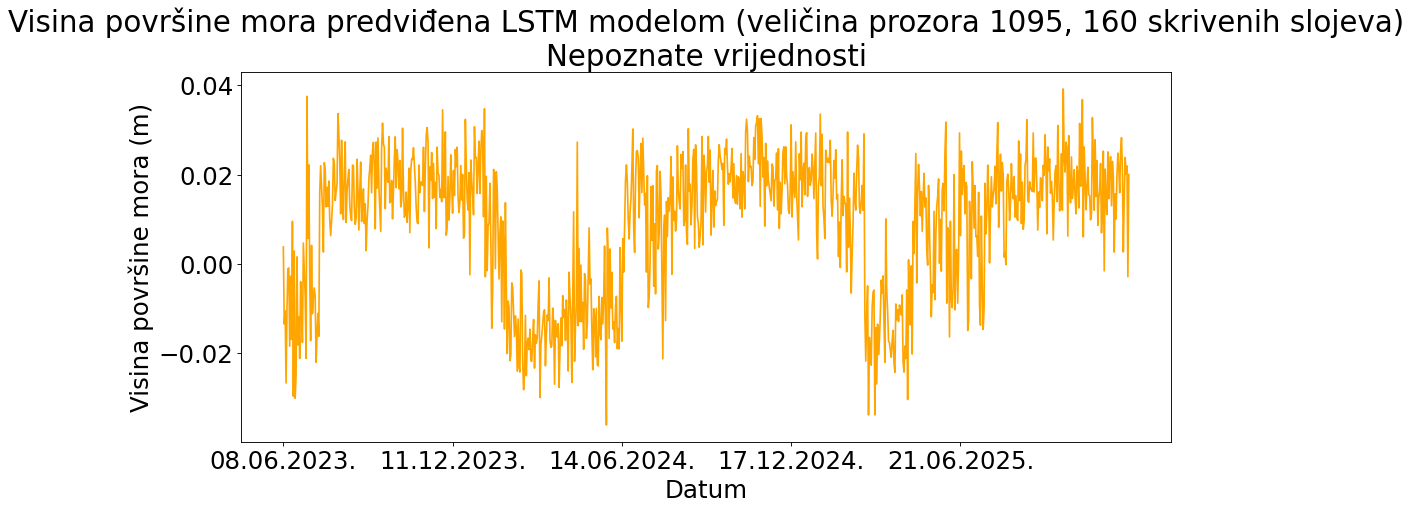 Visina površine mora predviđena LSTM modelom (veličina prozora 1095, 160 skrivenih slojeva)
Nepoznate vrijednosti
Visina površine mora (m)
0.04
0.02
0.00
−0.02
08.06.2023. 11.12.2023. 14.06.2024. 17.12.2024. 21.06.2025.
Datum